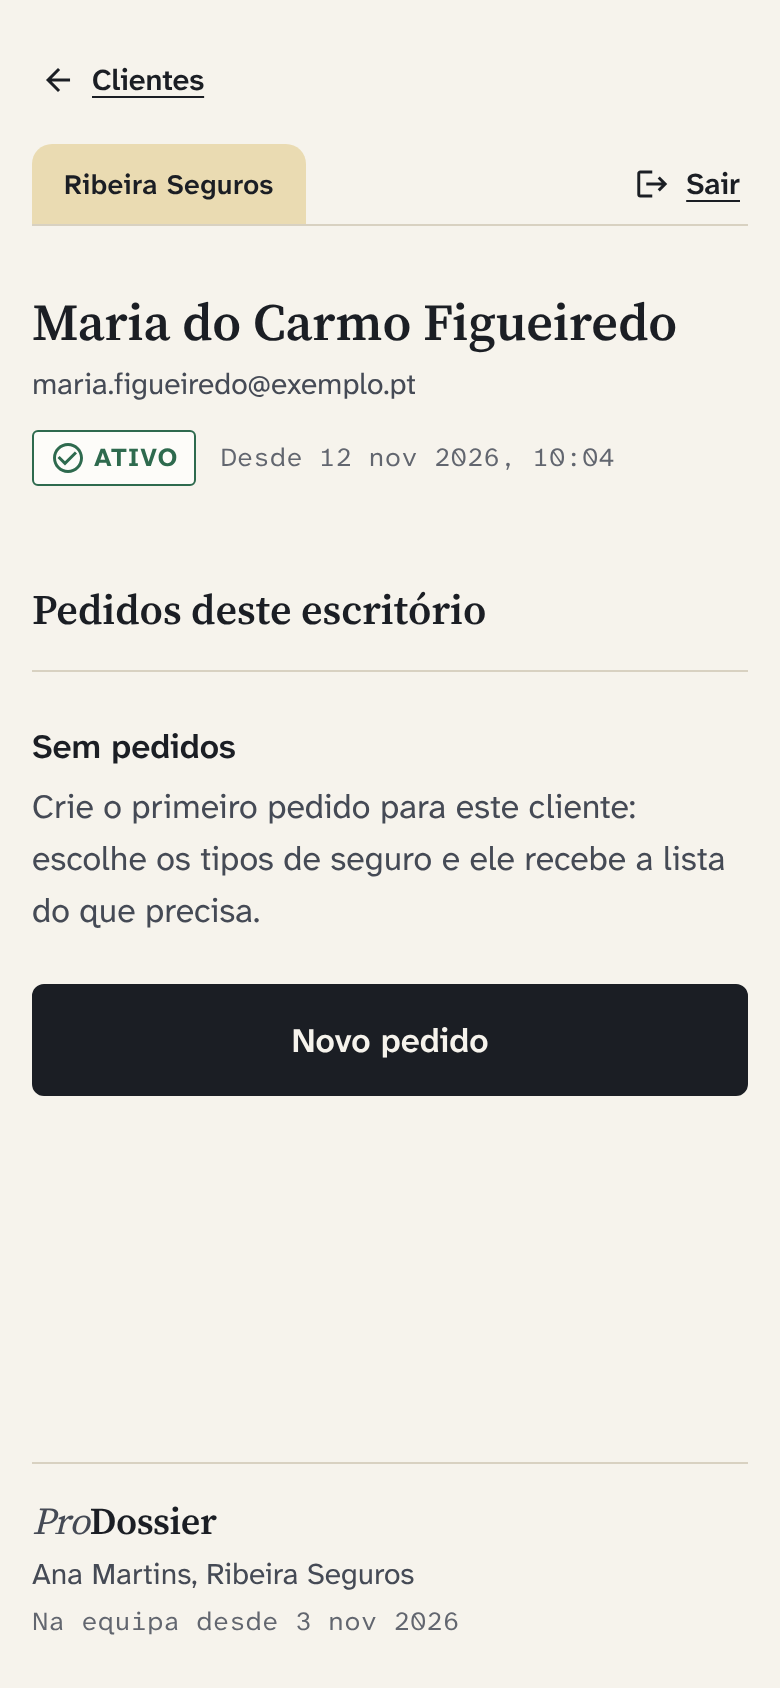 Clientes
Ribeira Seguros
Sair
Maria do Carmo Figueiredo
maria.figueiredo@exemplo.pt
ATIVO
Desde 12 nov 2026, 10:04
Pedidos deste escritório
Sem pedidos
Crie o primeiro pedido para este cliente:
escolhe os tipos de seguro e ele recebe a lista
do que precisa.
Novo pedido
ProDossier
Ana Martins, Ribeira Seguros
Na equipa desde 3 nov 2026